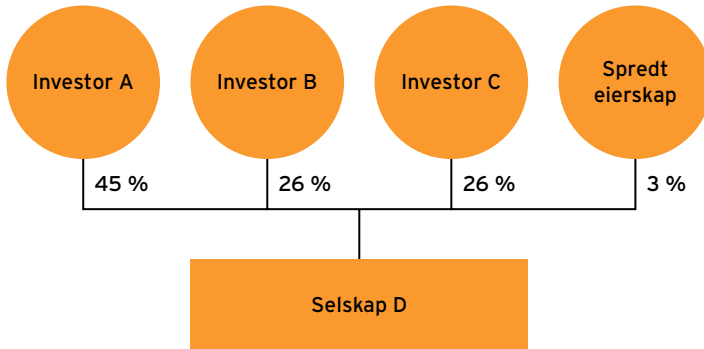 Investor A
Investor B
Investor C
Spredt
eierskap
45 %
26 %
26 %
3 %
Selskap D